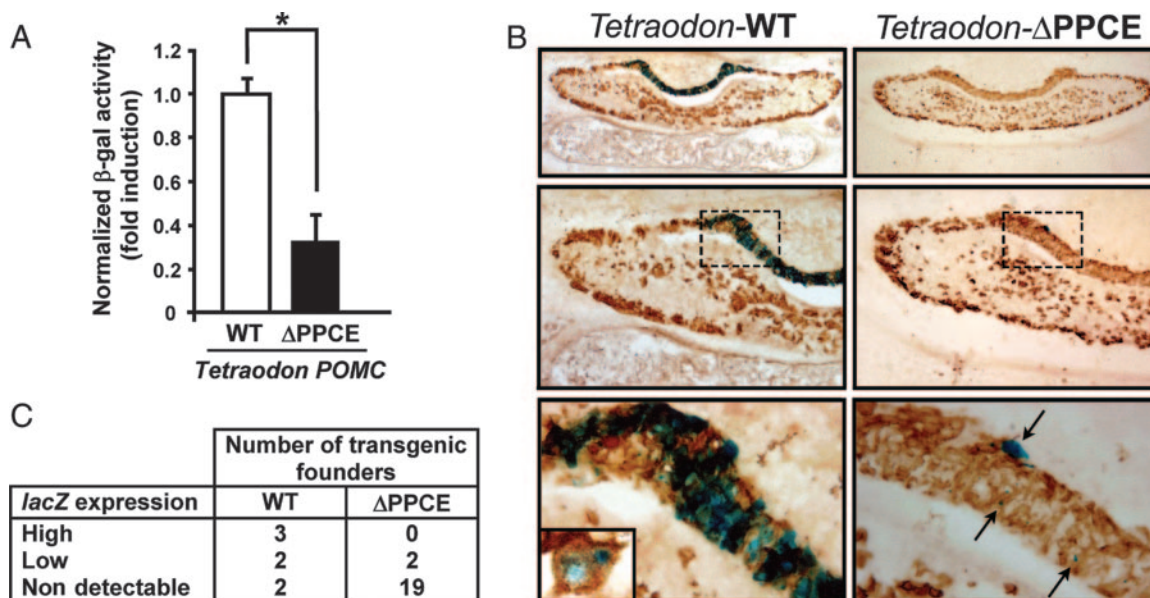 A
*
Normalized β-gal activity
(fold induction)
1.2
1.0
0.8
0.6
0.4
0.2
0
WT ΔPPCE
Tetraodon POMC
B
Tetraodon-WT Tetraodon-ΔPPCE
C
Number of transgenic
founders
lacZ expression WT ΔPPCE
High 3 0
Low 2 2
Non detectable 2 19